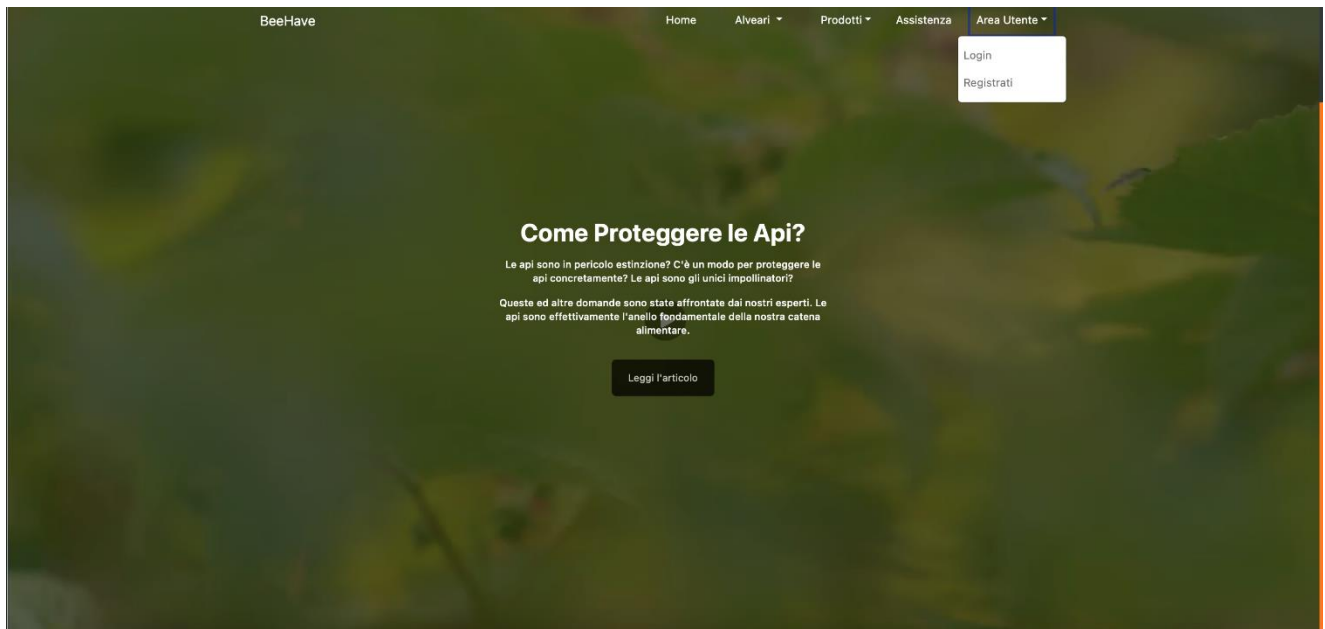 BeeHave
Home Alveari Prodotti Assistenza Area Utente
Login
Registrati
Come Proteggere le Api?
Le api sono in pericolo estinzione? C'è un modo per proteggere le
api concretamente? Le api sono gli unici impollinatori?
Queste ed altre domande sono state affrontate dai nostri esperti. Le
api sono effettivamente l'anello fondamentale della nostra catena
alimentare.
Leggi l'articolo